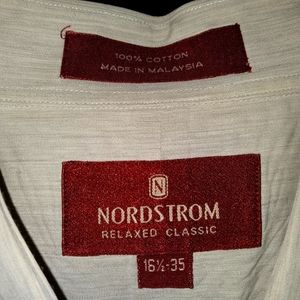 100% COTTON
MADE IN MALAYSIA
N
NORDSTROM
RELAXED CLASSIC
16½-35